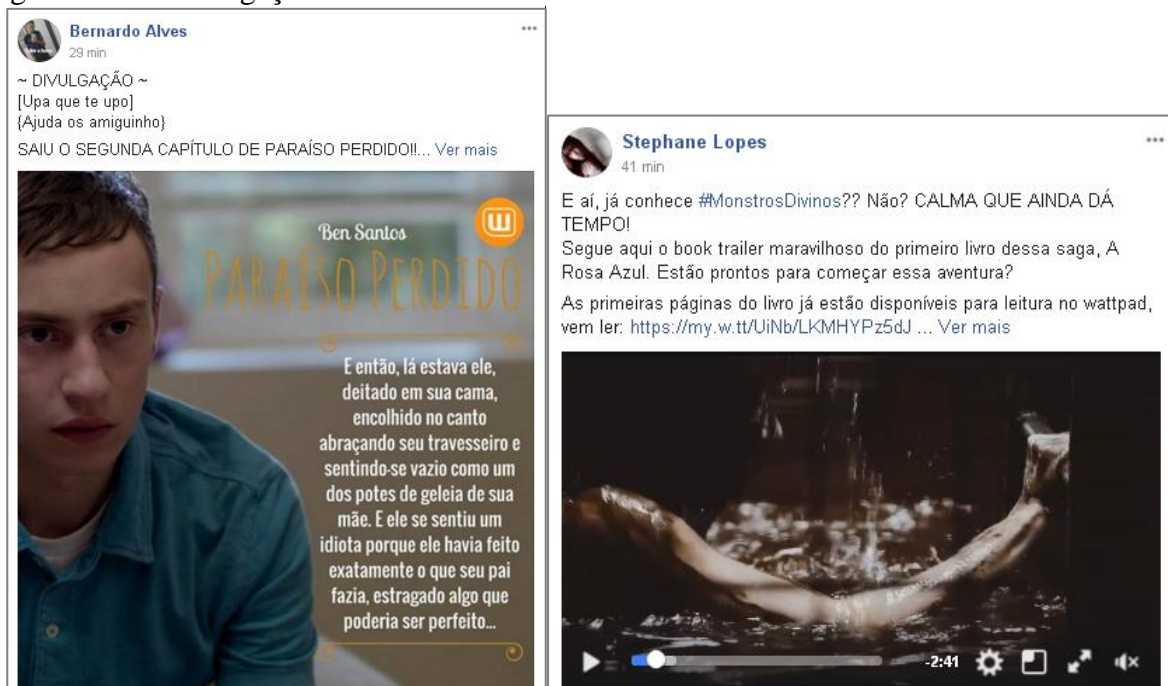 Bernardo Alves
29 min
~ DIVULGAÇÃO ~
[Upa que te upo]
{Ajuda os amiguinho}
SAIU O SEGUNDA CAPÍTULO DE PARAÍSO PERDIDO!!... Ver mais
Ben Santos
PARAÍSO PERDIDO
E então, lá estava ele,
deitado em sua cama,
encolhido no canto
abraçando seu travesseiro e
sentindo-se vazio como um
dos potes de geleia de sua
mãe. E ele se sentiu um
idiota porque ele havia feito
exatamente o que seu pai
fazia, estragado algo que
poderia ser perfeito...
Stephane Lopes
41 min
E aí, já conhece #MonstrosDivinos?? Não? CALMA QUE AINDA DÁ
TEMPO!
Segue aqui o book trailer maravilhoso do primeiro livro dessa saga, A
Rosa Azul. Estão prontos para começar essa aventura?
As primeiras páginas do livro já estão disponíveis para leitura no wattpad,
vem ler: https://my.w.tt/UiNb/LKMHYPz5dJ ... Ver mais
-2:41